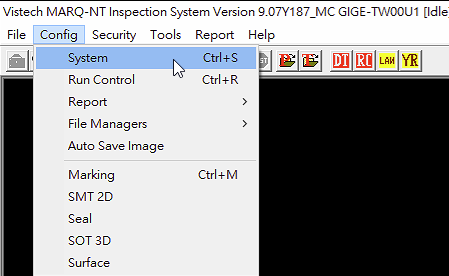 Vistech MARQ-NT Inspection System Version 9.07Y187_MC GIGE-TW00U1 [Idle]
File Config Security Tools Report Help
System Ctrl+S
Run Control Ctrl+R
Report
File Managers
Auto Save Image
Marking Ctrl+M
SMT 2D
Seal
SOT 3D
Surface
DI RL LAN YR